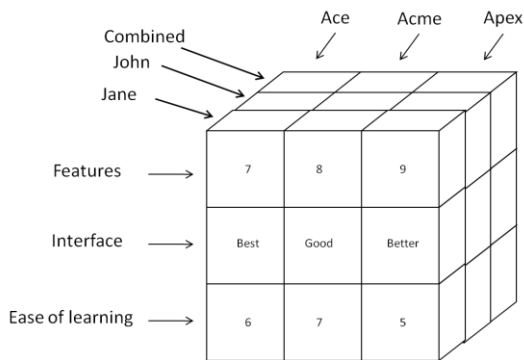 Ace Acme Apex
Combined
John
Jane
Features 7 8 9
Interface Best Good Better
Ease of learning 6 7 5